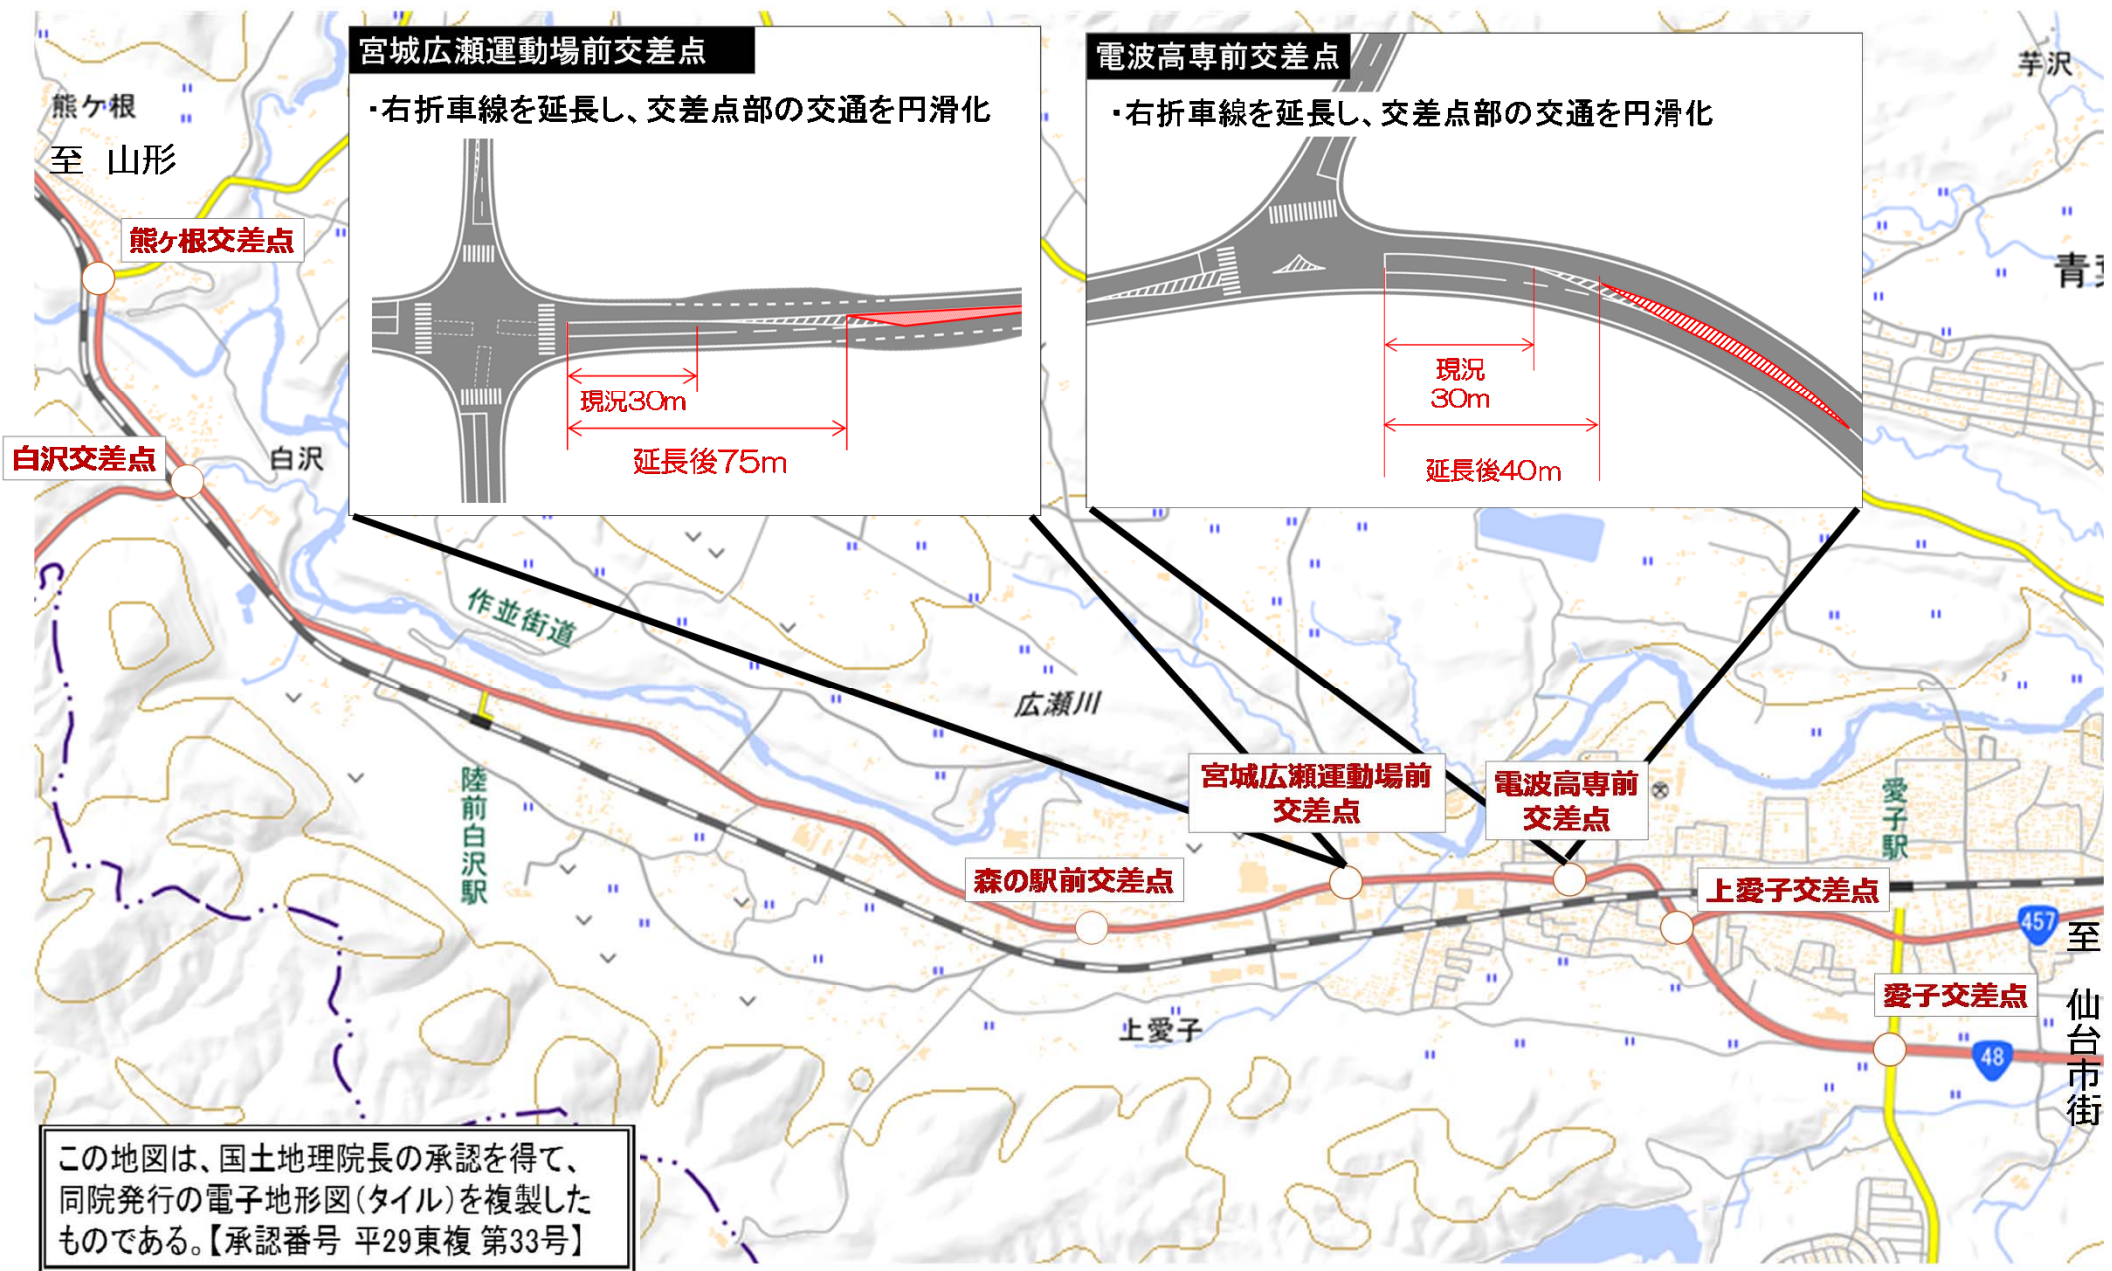 宮城広瀬運動場前交差点
・右折車線を延長し、交差点部の交通を円滑化
現況30m
延長後75m
電波高専前交差点
・右折車線を延長し、交差点部の交通を円滑化
現況
30m
延長後40m
芋沢
熊ケ根
至 山形
熊ヶ根交差点
白沢交差点
白沢
作並街道
広瀬川
陸前白沢駅
宮城広瀬運動場前
交差点
電波高専前
交差点
愛子駅
森の駅前交差点
上愛子交差点
457
至 仙台市街
愛子交差点
48
上愛子
この地図は、国土地理院長の承認を得て、
同院発行の電子地形図(タイル)を複製した
ものである。【承認番号 平29東複 第33号】